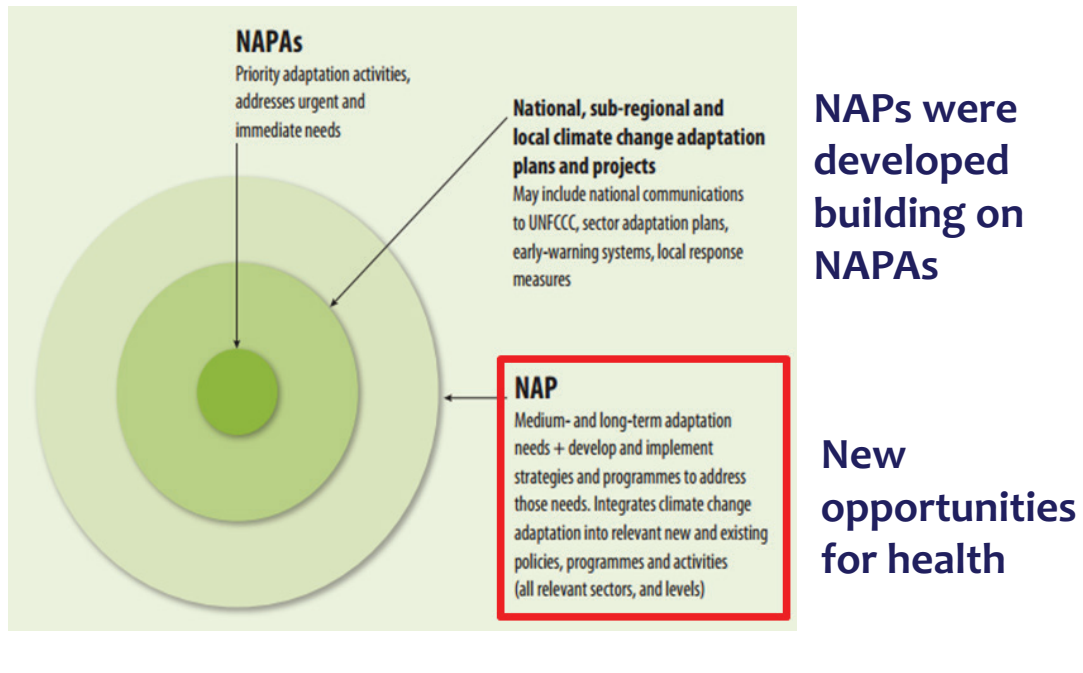 NAPAs
Priority adaptation activities,
addresses urgent and
immediate needs
National, sub-regional and
local climate change adaptation
plans and projects
May include national communications
to UNFCCC, sector adaptation plans,
early-warning systems, local response
measures
NAP
Medium- and long-term adaptation
needs + develop and implement
strategies and programmes to address
those needs. Integrates climate change
adaptation into relevant new and existing
policies, programmes and activities
(all relevant sectors, and levels)
NAPs were
developed
building on
NAPAs
New
opportunities
for health